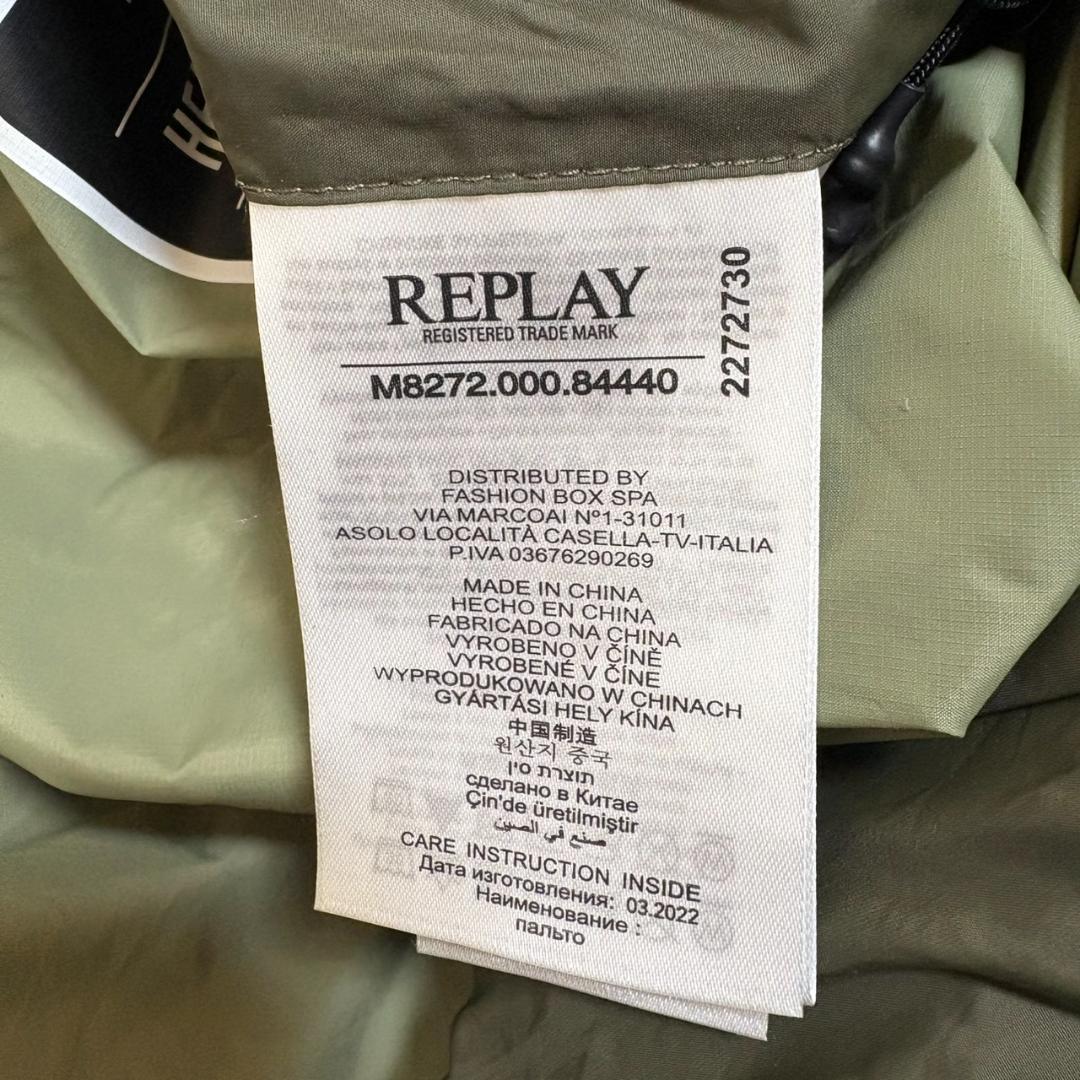 REPLAY
REGISTERED TRADE MARK
2272730
M8272.000.84440
DISTRIBUTED BY
FASHION BOX SPA
VIA MARCOAI Nº1-31011
ASOLO LOCALITÀ CASELLA-TV-ITALIA
P.IVA 03676290269
MADE IN CHINA
HECHO EN CHINA
FABRICADO NA CHINA
VYROBENO V ČÍNĚ
VYROBENÉ V ČÍNE
WYPRODUKOWANO W CHINACH
GYÁRTÁSI HELY KÍNA
中国制造
원산지 중국
תוצרת סין
сделано в Китае
Çin'de üretilmiştir
صنع في الصين
CARE INSTRUCTION INSIDE
Дата изготовления: 03.2022
Наименование :
пальто